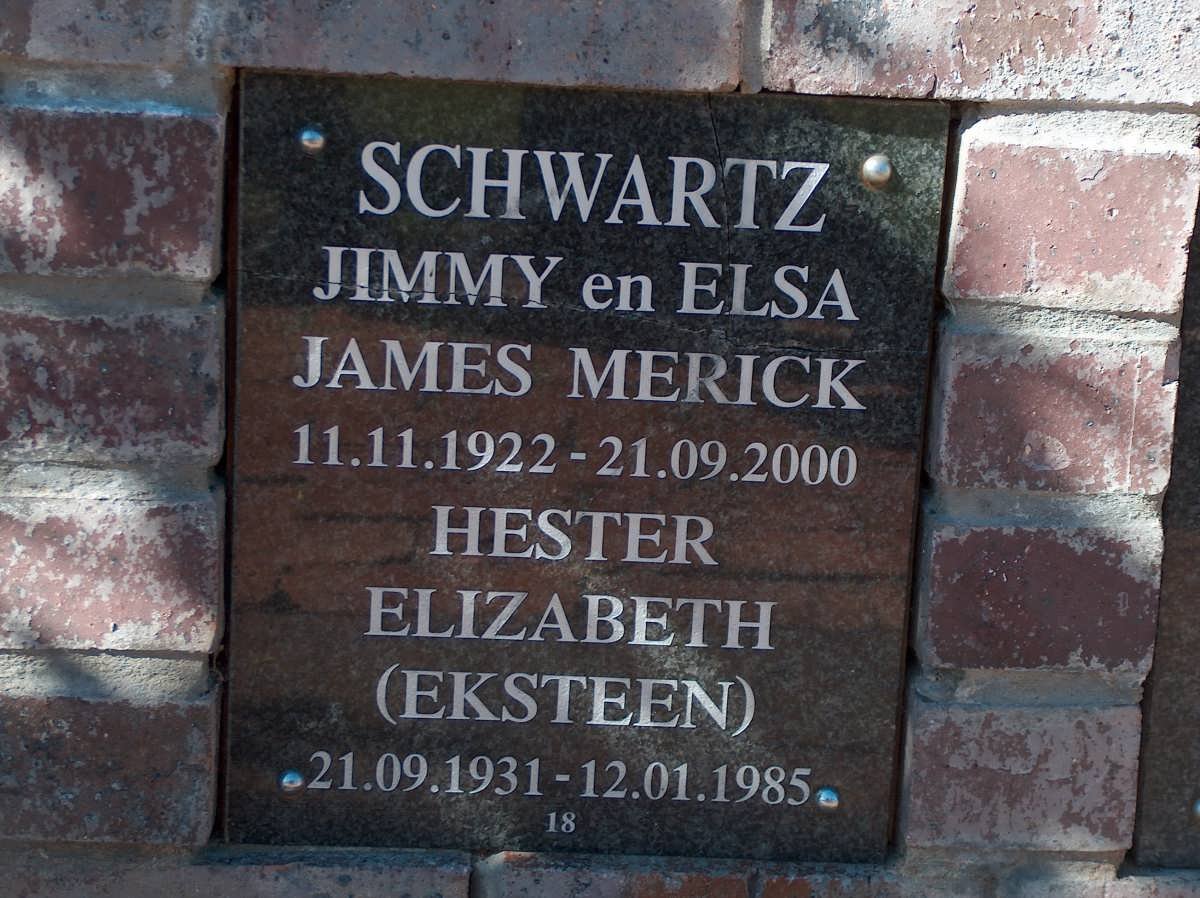 SCHWARTZ
JIMMY en ELSA
JAMES MERICK
11.11.1922 - 21.09.2000
HESTER
ELIZABETH
(EKSTEEN)
21.09.1931 - 12.01.1985
18